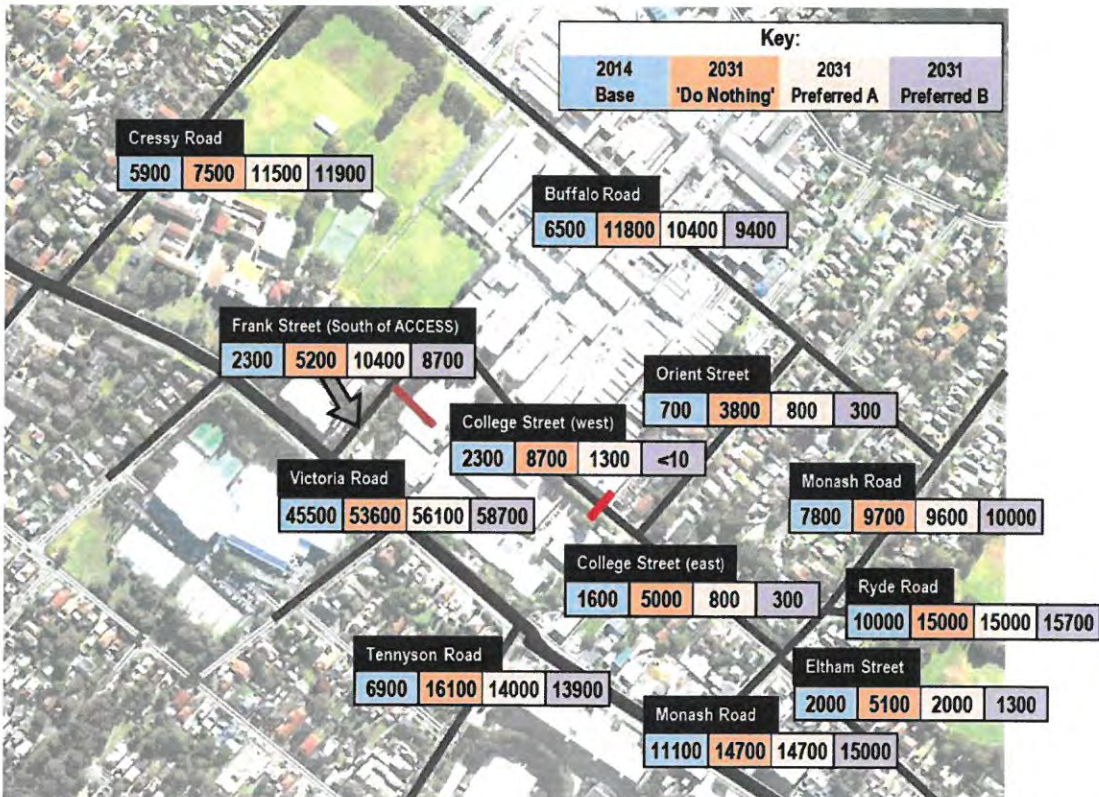 Key:
2014 2031 2031 2031
Base 'Do Nothing' Preferred A Preferred B
Cressy Road
5900 7500 11500 11900
Buffalo Road
6500 11800 10400 9400
Frank Street (South of ACCESS)
2300 5200 10400 8700
Orient Street
700 3800 800 300
College Street (west)
2300 8700 1300 <10
Victoria Road
45500 53600 56100 58700
Monash Road
7800 9700 9600 10000
College Street (east)
1600 5000 800 300
Ryde Road
10000 15000 15000 15700
Tennyson Road
6900 16100 14000 13900
Eltham Street
2000 5100 2000 1300
Monash Road
11100 14700 14700 15000